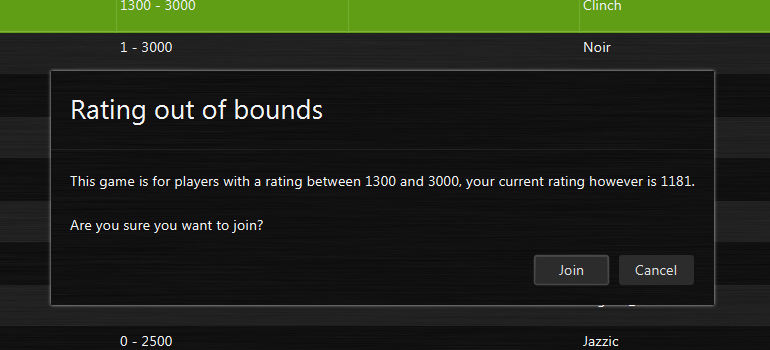 1300 - 3000 Clinch
1 - 3000 Noir
Rating out of bounds
This game is for players with a rating between 1300 and 3000, your current rating however is 1181.
Are you sure you want to join?
Join Cancel
0 - 2500 Jazzic